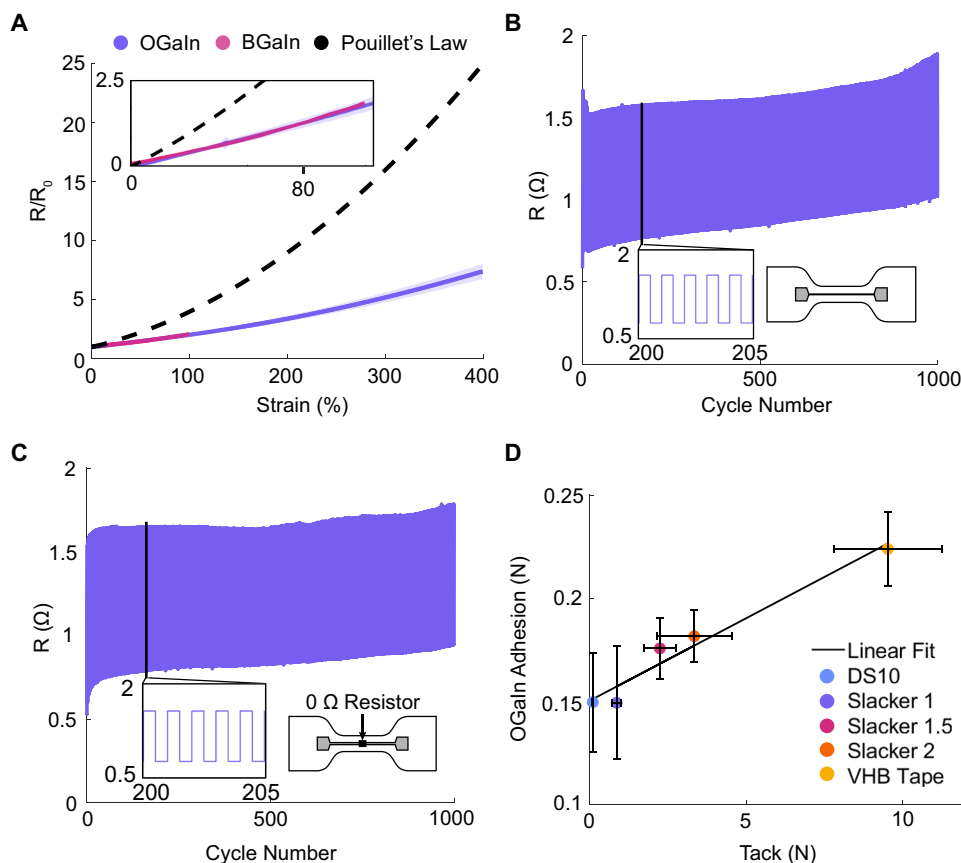 A
OGaIn BGaIn Pouillet's Law
25
20
15
10
5
0
R/R0
2.5
0
0 80
0 100 200 300 400
Strain (%)
B
2
1.5
1
0.5
0
R (Ω)
2
0.5
200 205
0 500 1000
Cycle Number
C
2
1.5
1
0.5
0
R (Ω)
2
0.5
200 205
0 Ω Resistor
0 500 1000
Cycle Number
D
0.25
0.2
0.15
0.1
OGaIn Adhesion (N)
Linear Fit
DS10
Slacker 1
Slacker 1.5
Slacker 2
VHB Tape
0 5 10
Tack (N)